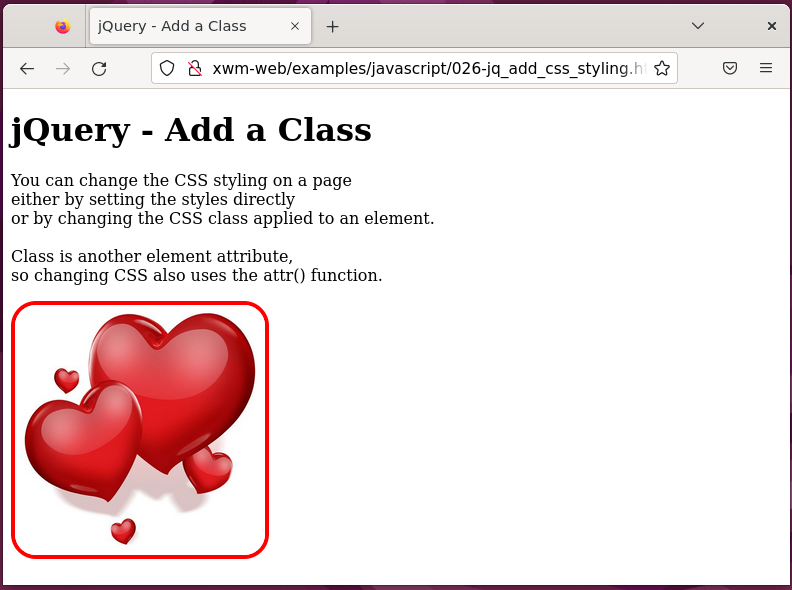 jQuery - Add a Class
xwm-web/examples/javascript/026-jq_add_css_styling.h
jQuery - Add a Class
You can change the CSS styling on a page
either by setting the styles directly
or by changing the CSS class applied to an element.
Class is another element attribute,
so changing CSS also uses the attr() function.